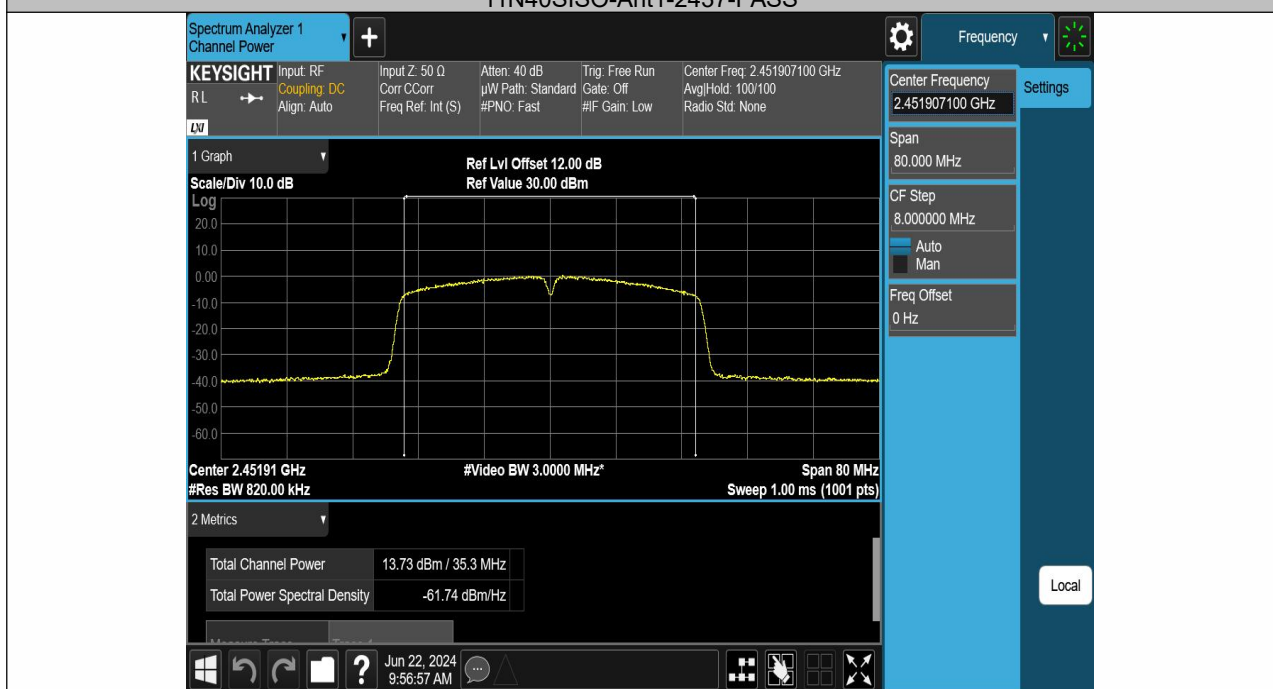 11N40SISO-Ant1-2437-PASS
Spectrum Analyzer 1
Channel Power
Frequency
KEYSIGHT
RL
LXI
Input: RF
Coupling: DC
Align: Auto
Input Z: 50 Ω
Corr CCorr
Freq Ref: Int (S)
Atten: 40 dB
µW Path: Standard
#PNO: Fast
Trig: Free Run
Gate: Off
#IF Gain: Low
Center Freq: 2.451907100 GHz
Avg|Hold: 100/100
Radio Std: None
Center Frequency
2.451907100 GHz
Settings
Span
80.000 MHz
CF Step
8.000000 MHz
Auto
Man
Freq Offset
0 Hz
Local
1 Graph
Ref Lvl Offset 12.00 dB
Scale/Div 10.0 dB
Ref Value 30.00 dBm
Log
20.0
10.0
0.00
-10.0
-20.0
-30.0
-40.0
-50.0
-60.0
Center 2.45191 GHz
#Video BW 3.0000 MHz*
Span 80 MHz
#Res BW 820.00 kHz
Sweep 1.00 ms (1001 pts)
2 Metrics
Total Channel Power
13.73 dBm / 35.3 MHz
Total Power Spectral Density
-61.74 dBm/Hz
?
Jun 22, 2024
9:56:57 AM